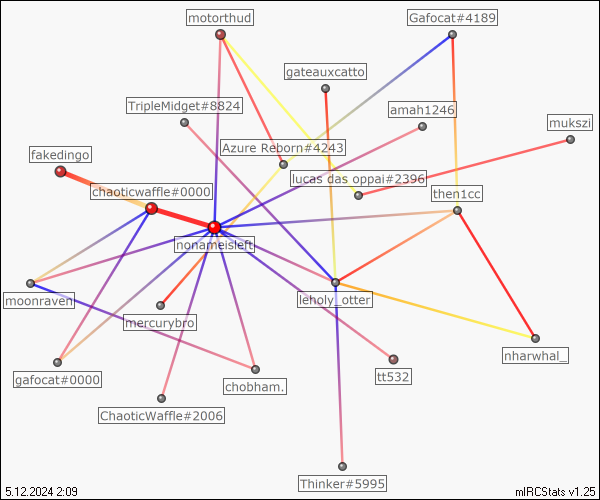 motorthud
Gafocat#4189
gateauxcatto
TripleMidget#8824
amah1246
mukszi
Azure Reborn#4243
fakedingo
lucas das oppai#2396
chaoticwaffle#0000
then1cc
nonameisleft
moonraven
leholy_otter
mercurybro
nharwhal_
gafocat#0000
tt532
chobham.
ChaoticWaffle#2006
Thinker#5995
5.12.2024 2:09
mIRCStats v1.25